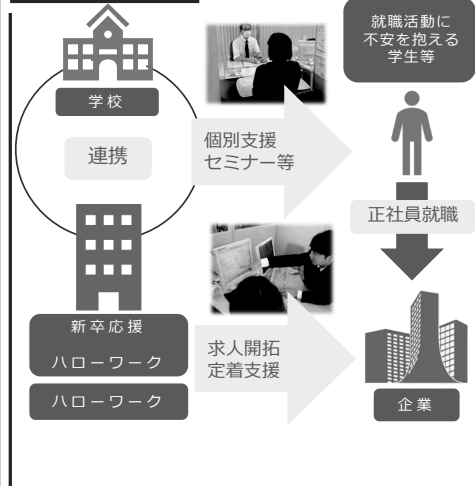 学校
連携
新卒応援
ハローワーク
ハローワーク
個別支援
セミナー等
求人開拓
定着支援
就職活動に
不安を抱える
学生等
正社員就職
企業